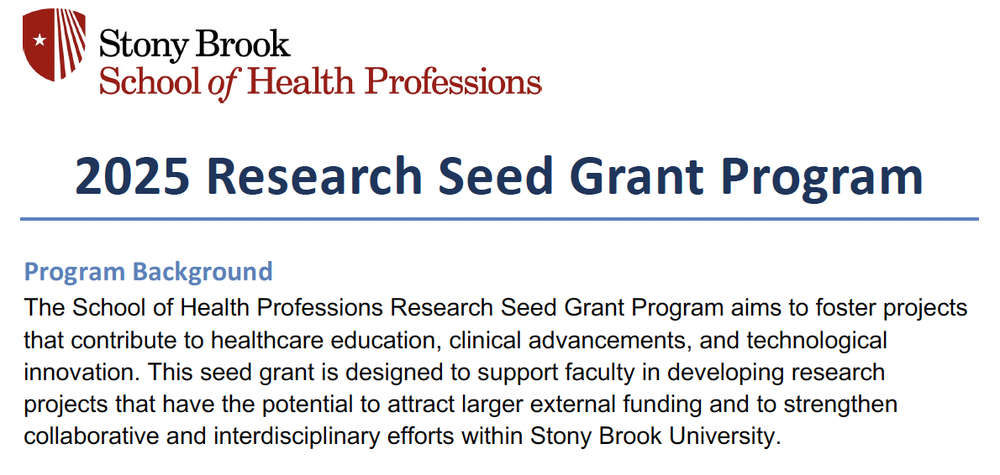 Stony Brook
School of Health Professions
2025 Research Seed Grant Program
Program Background
The School of Health Professions Research Seed Grant Program aims to foster projects
that contribute to healthcare education, clinical advancements, and technological
innovation. This seed grant is designed to support faculty in developing research
projects that have the potential to attract larger external funding and to strengthen
collaborative and interdisciplinary efforts within Stony Brook University.